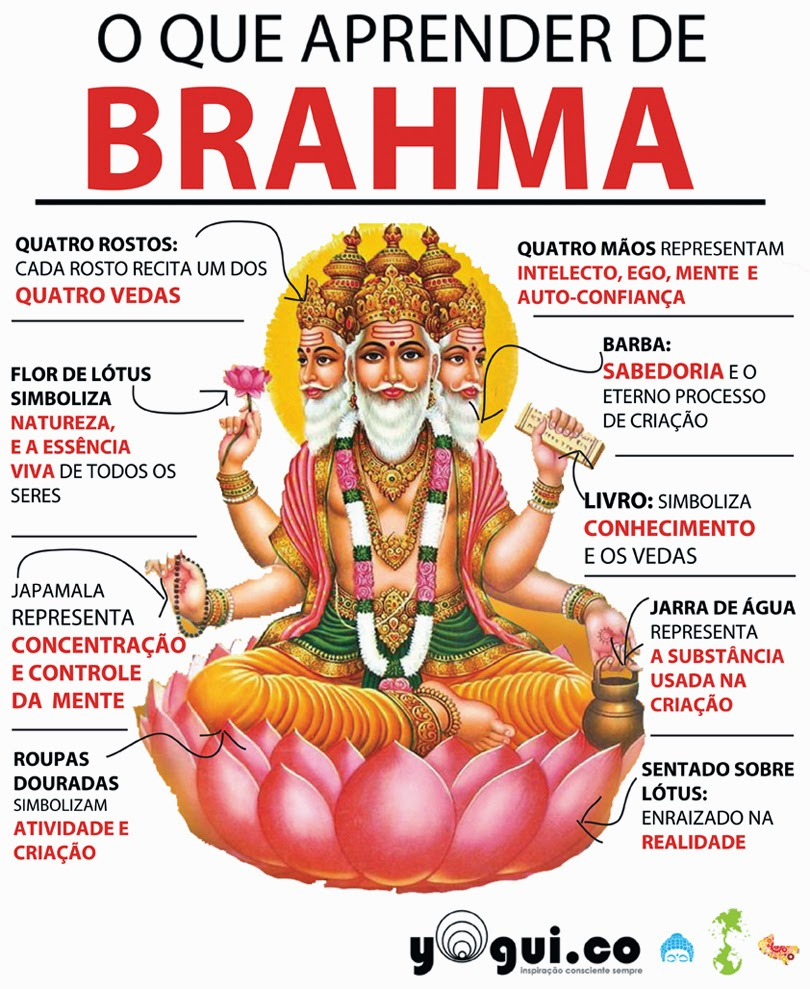 O QUE APRENDER DE
BRAHMA
QUATRO ROSTOS:
CADA ROSTO RECITA UM DOS
QUATRO VEDAS
QUATRO MÃOS REPRESENTAM
INTELECTO, EGO, MENTE E
AUTO-CONFIANÇA
FLOR DE LÓTUS
SIMBOLIZA
NATUREZA,
E A ESSÊNCIA
VIVA DE TODOS OS
SERES
BARBA:
SABEDORIA E O
ETERNO PROCESSO
DE CRIAÇÃO
LIVRO: SIMBOLIZA
CONHECIMENTO
E OS VEDAS
JAPAMALA
REPRESENTA
CONCENTRAÇÃO
E CONTROLE
DA MENTE
JARRA DE ÁGUA
REPRESENTA
A SUBSTÂNCIA
USADA NA
CRIAÇÃO
ROUPAS
DOURADAS
SIMBOLIZAM
ATIVIDADE E
CRIAÇÃO
SENTADO SOBRE
LÓTUS:
ENRAIZADO NA
REALIDADE
yogui.co
inspiração consciente sempre